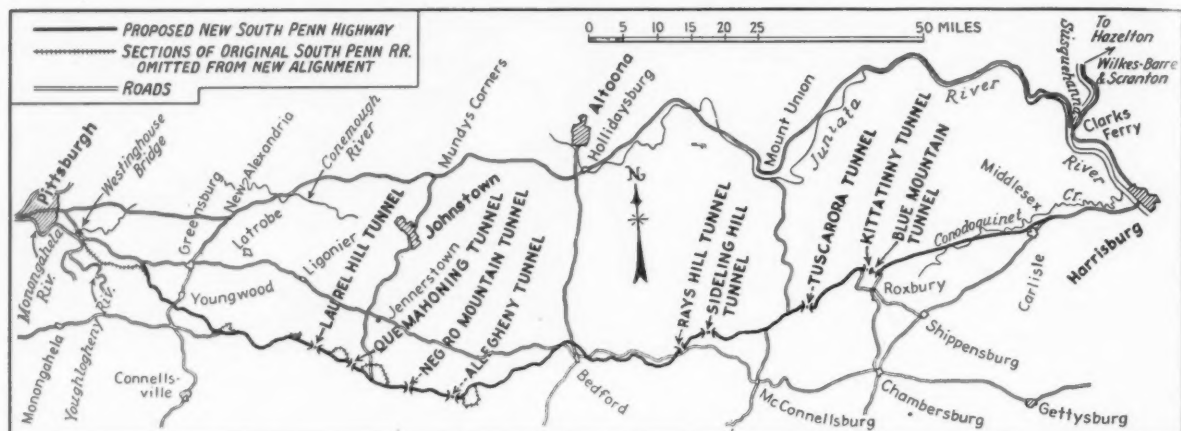 PROPOSED NEW SOUTH PENN HIGHWAY
SECTIONS OF ORIGINAL SOUTH PENN RR.
OMITTED FROM NEW ALIGNMENT
ROADS
0 5 10 15 20 25 50 MILES
To
Hazelton
Wilkes-Barre
& Scranton
Susquehanna
Clarks
Ferry
River
River
Juniata
Mount Union
Altoona
Hollidaysburg
Mundys Corners
Conemough
River
New Alexandria
Westinghouse
Bridge
Pittsburgh
Greensburg
Latrobe
Ligonier
LAUREL HILL TUNNEL
Johnstown
Jennerstown
QUEMAHONING TUNNEL
NEGRO MOUNTAIN TUNNEL
ALLEGHENY TUNNEL
N
RAYS HILL TUNNEL
SIDELING HILL
TUNNEL
TUSCARORA TUNNEL
KITTATINNY TUNNEL
BLUE MOUNTAIN
TUNNEL
Middlesex
Conodoquinet
Cr.
Harrisburg
Carlisle
Roxbury
Shippensburg
Monongahela
Riv.
Youghlogheny Riv.
Monongahela
Youngwood
Connells-
ville
Bedford
McConnellsburg
Chambersburg
Gettysburg